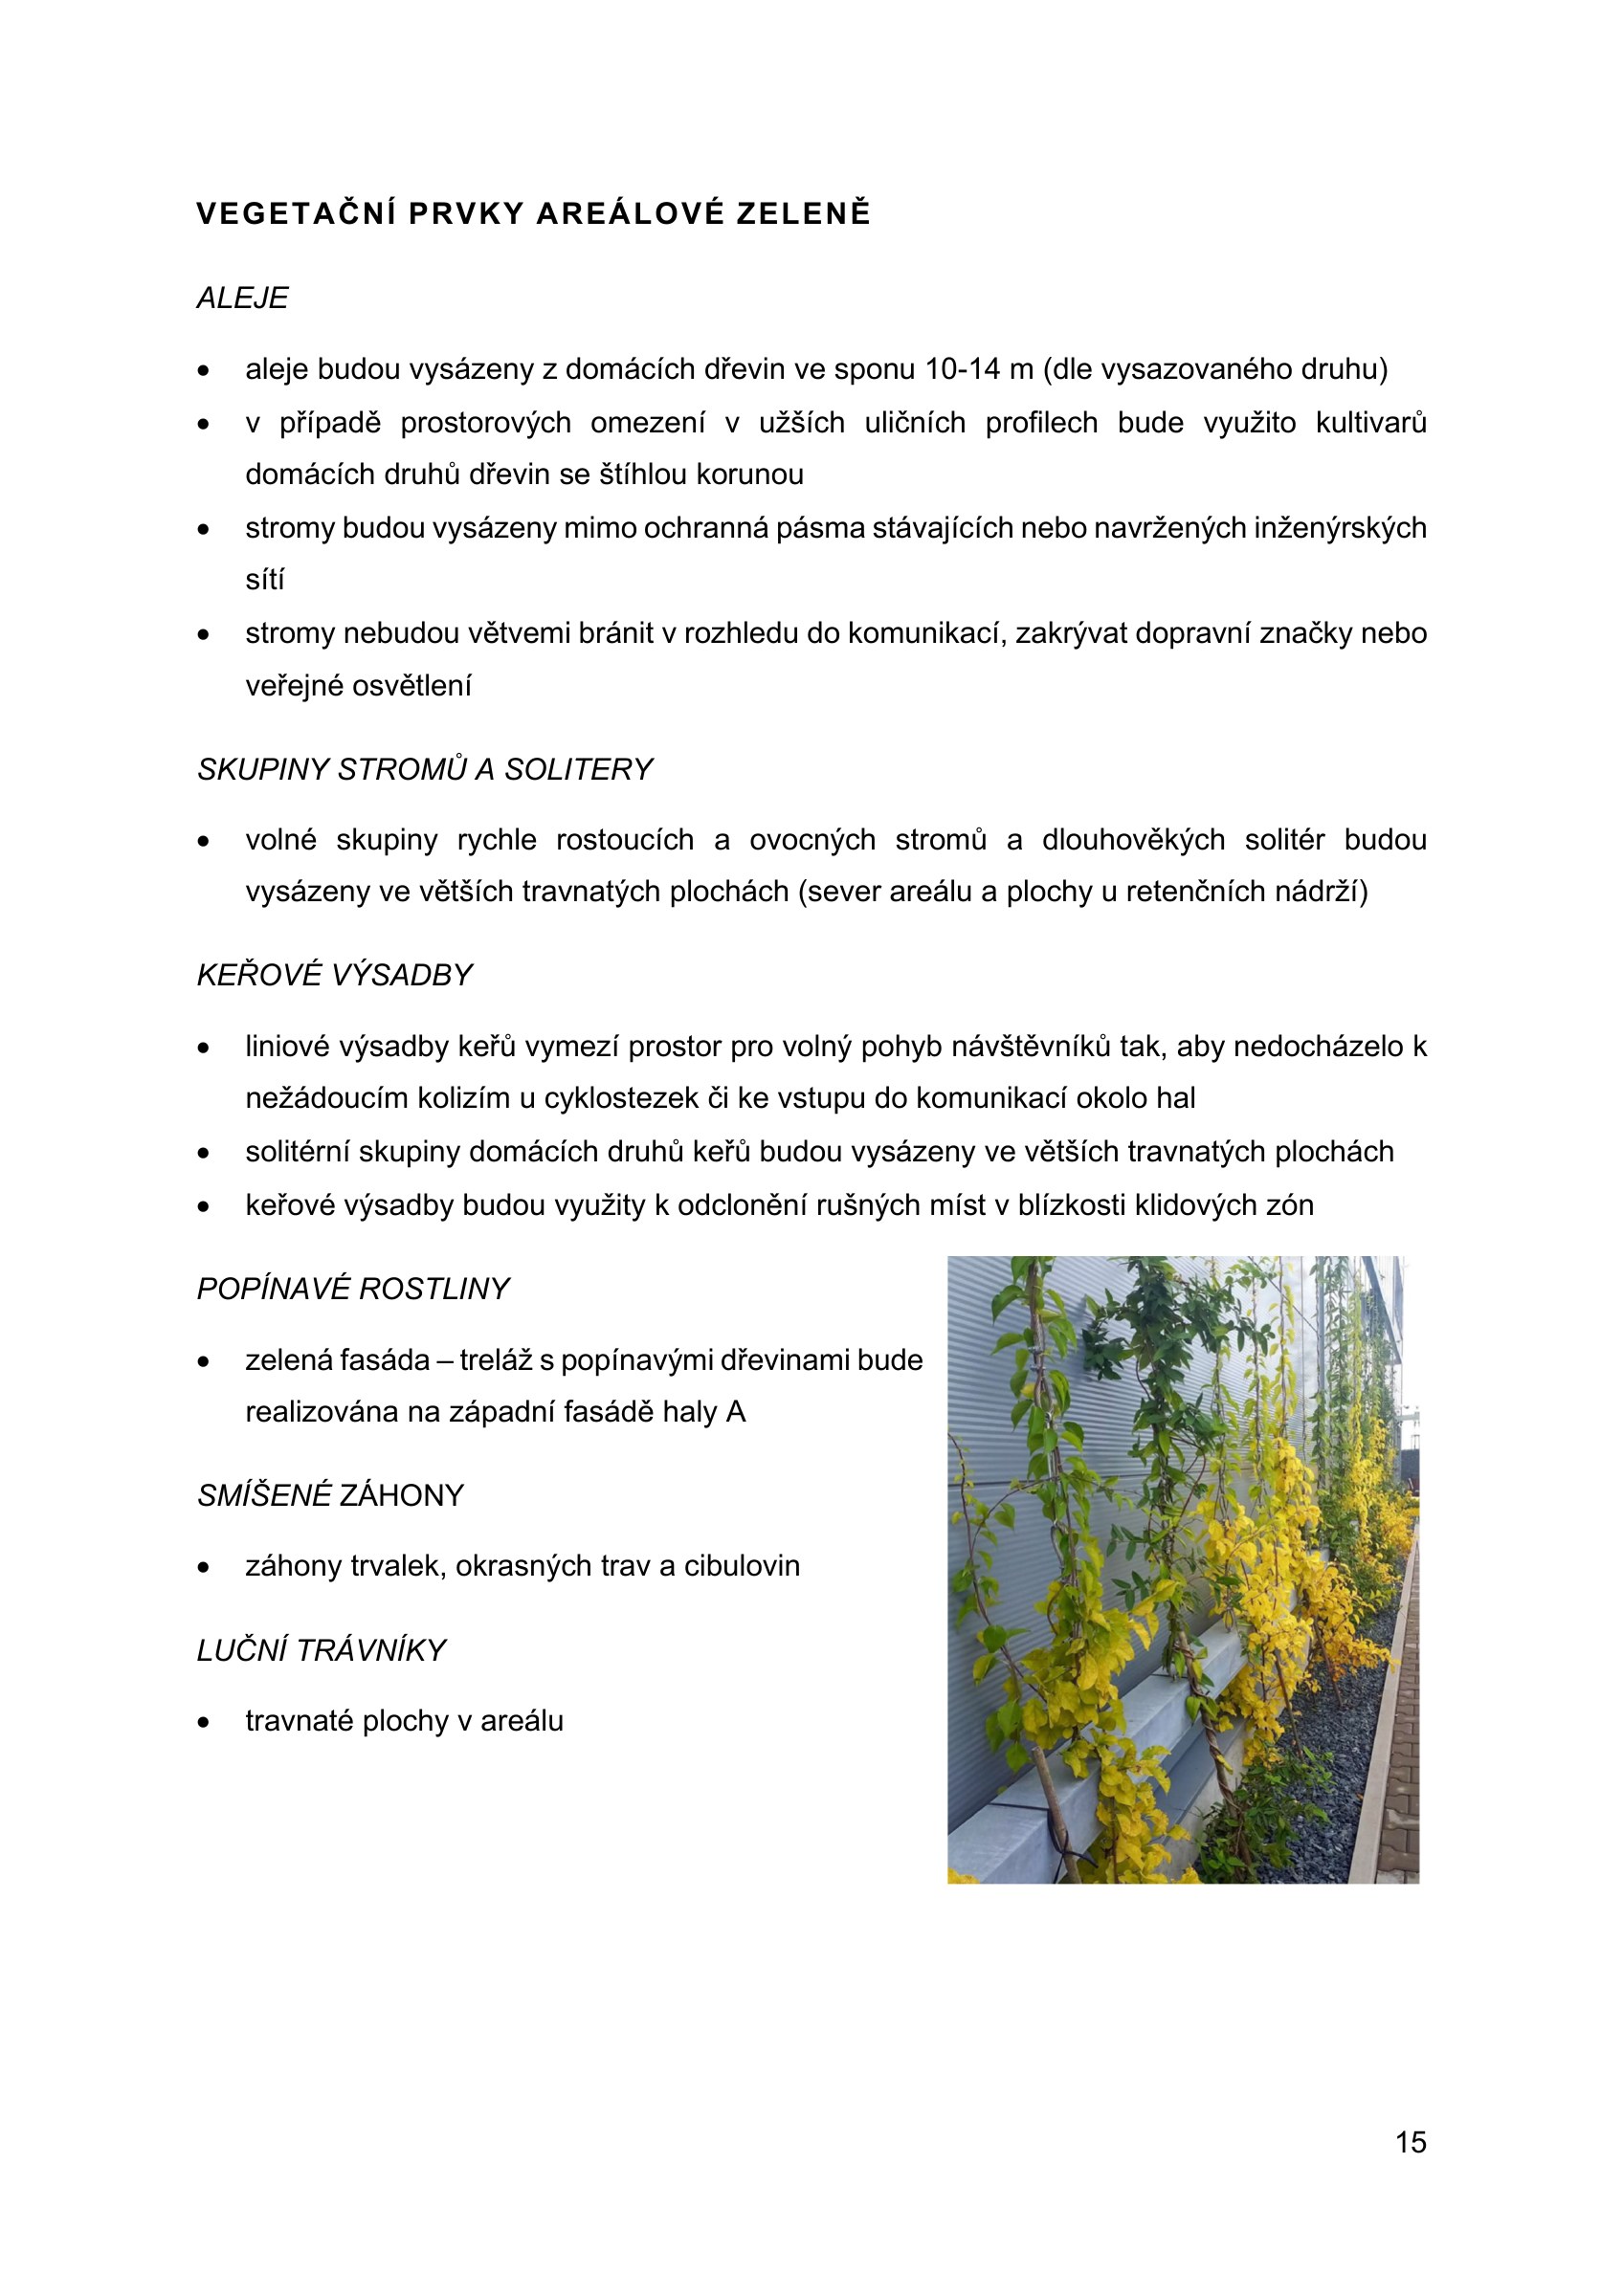 VEGETAČNÍ PRVKY AREÁLOVÉ ZELENĚ
ALEJE
• aleje budou vysázeny z domácích dřevin ve sponu 10-14 m (dle vysazovaného druhu)
• v případě prostorových omezení v užších uličních profilech bude využito kultivarů
domácích druhů dřevin se štíhlou korunou
• stromy budou vysázeny mimo ochranná pásma stávajících nebo navržených inženýrských
sítí
• stromy nebudou větvemi bránit v rozhledu do komunikací, zakrývat dopravní značky nebo
veřejné osvětlení
SKUPINY STROMŮ A SOLITERY
• volné skupiny rychle rostoucích a ovocných stromů a dlouhověkých solitér budou
vysázeny ve větších travnatých plochách (sever areálu a plochy u retenčních nádrží)
KEŘOVÉ VÝSADBY
• liniové výsadby keřů vymezí prostor pro volný pohyb návštěvníků tak, aby nedocházelo k
nežádoucím kolizím u cyklostezek či ke vstupu do komunikací okolo hal
• solitérní skupiny domácích druhů keřů budou vysázeny ve větších travnatých plochách
• keřové výsadby budou využity k odclonění rušných míst v blízkosti klidových zón
POPÍNAVÉ ROSTLINY
• zelená fasáda – treláž s popínavými dřevinami bude
realizována na západní fasádě haly A
SMÍŠENÉ ZÁHONY
• záhony trvalek, okrasných trav a cibulovin
LUČNÍ TRÁVNÍKY
• travnaté plochy v areálu
15